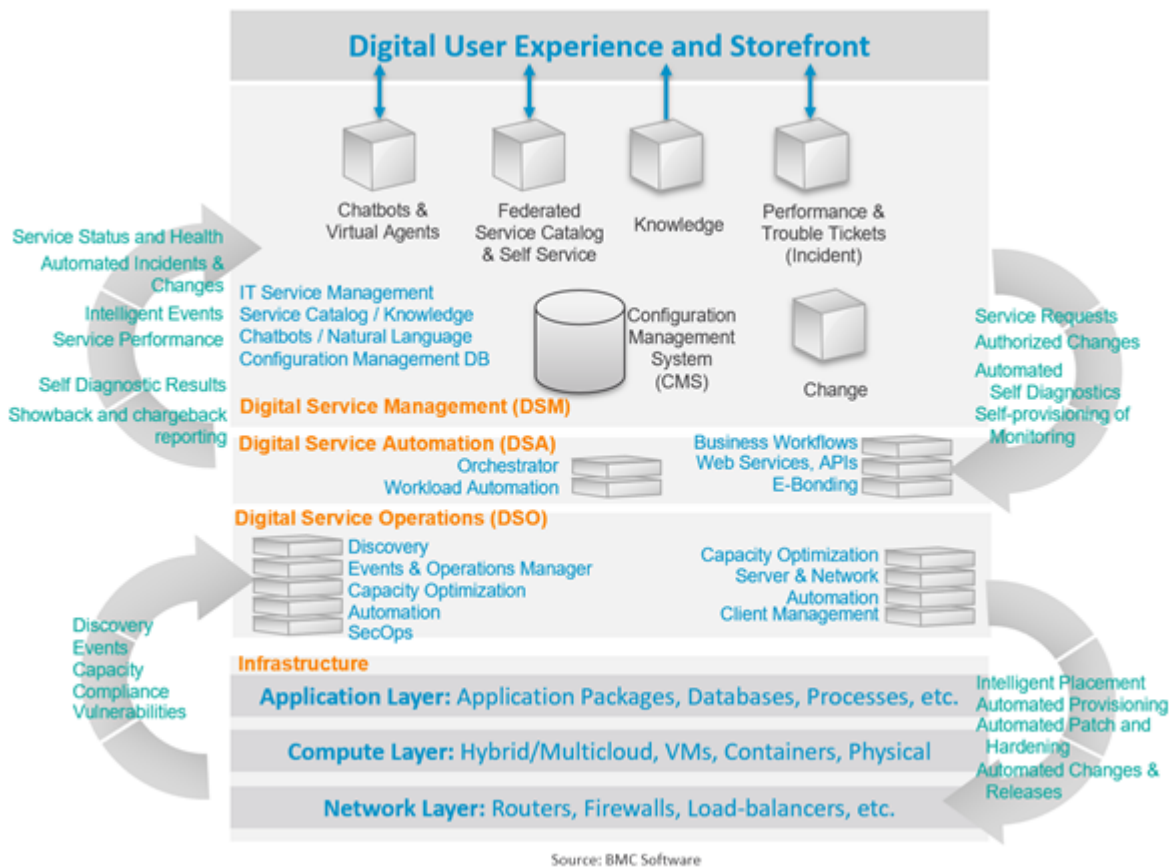 Digital User Experience and Storefront
Chatbots &
Virtual Agents
Federated
Service Catalog
& Self Service
Knowledge
Performance &
Trouble Tickets
(Incident)
Service Status and Health
Automated Incidents &
Changes
Intelligent Events
Service Performance
Self Diagnostic Results
Showback and chargeback
reporting
IT Service Management
Service Catalog / Knowledge
Chatbots / Natural Language
Configuration Management DB
Configuration
Management
System
(CMS)
Change
Service Requests
Authorized Changes
Automated
Self Diagnostics
Self-provisioning of
Monitoring
Digital Service Management (DSM)
Digital Service Automation (DSA)
Orchestrator
Workload Automation
Business Workflows
Web Services, APIs
E-Bonding
Digital Service Operations (DSO)
Discovery
Events & Operations Manager
Capacity Optimization
Automation
SecOps
Capacity Optimization
Server & Network
Automation
Client Management
Discovery
Events
Capacity
Compliance
Vulnerabilities
Infrastructure
Application Layer: Application Packages, Databases, Processes, etc.
Compute Layer: Hybrid/Multicloud, VMs, Containers, Physical
Network Layer: Routers, Firewalls, Load-balancers, etc.
Intelligent Placement
Automated Provisioning
Automated Patch and
Hardening
Automated Changes &
Releases
Source: BMC Software